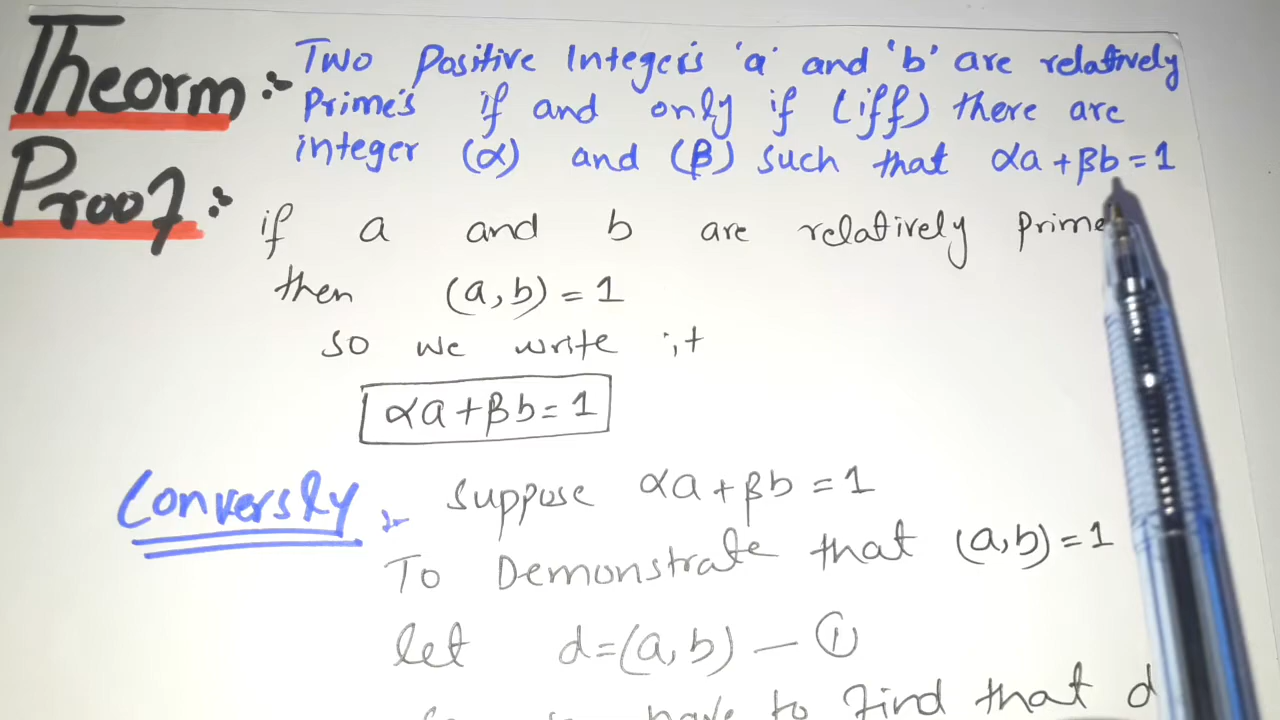 Theorm:- Two Positive Integers 'a' and 'b' are relatively
Prime's if and only if (iff) there are
integer (α) and (β) such that αa + βb = 1
Proof:- if a and b are relatively prime
then (a,b) = 1
so we write it
αa + βb = 1
Conversly :- Suppose αa + βb = 1
To Demonstrate that (a,b) = 1
let d = (a,b) — ①
have to find that d